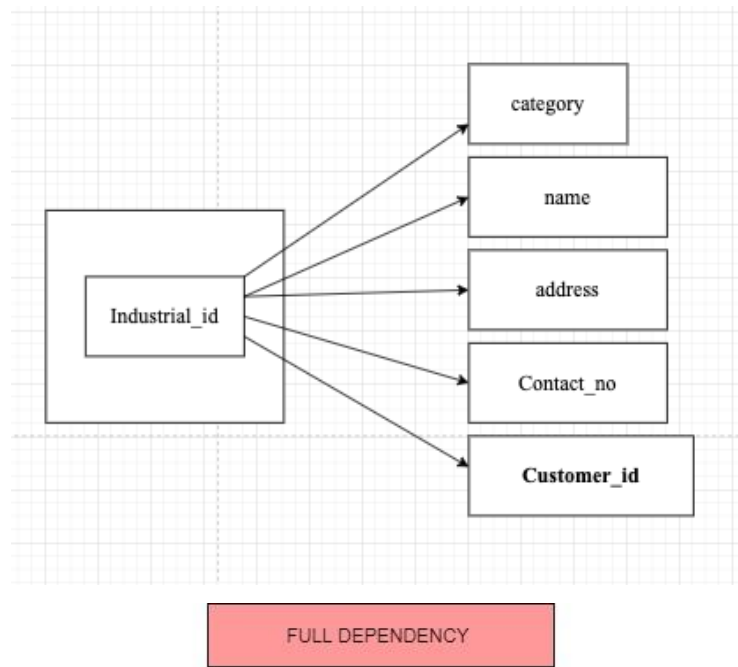 category
name
Industrial_id
address
Contact_no
Customer_id
FULL DEPENDENCY